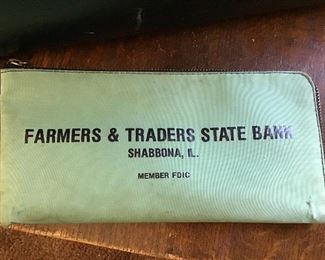 FARMERS & TRADERS STATE BANK
SHABBONA, IL.
MEMBER FDIC